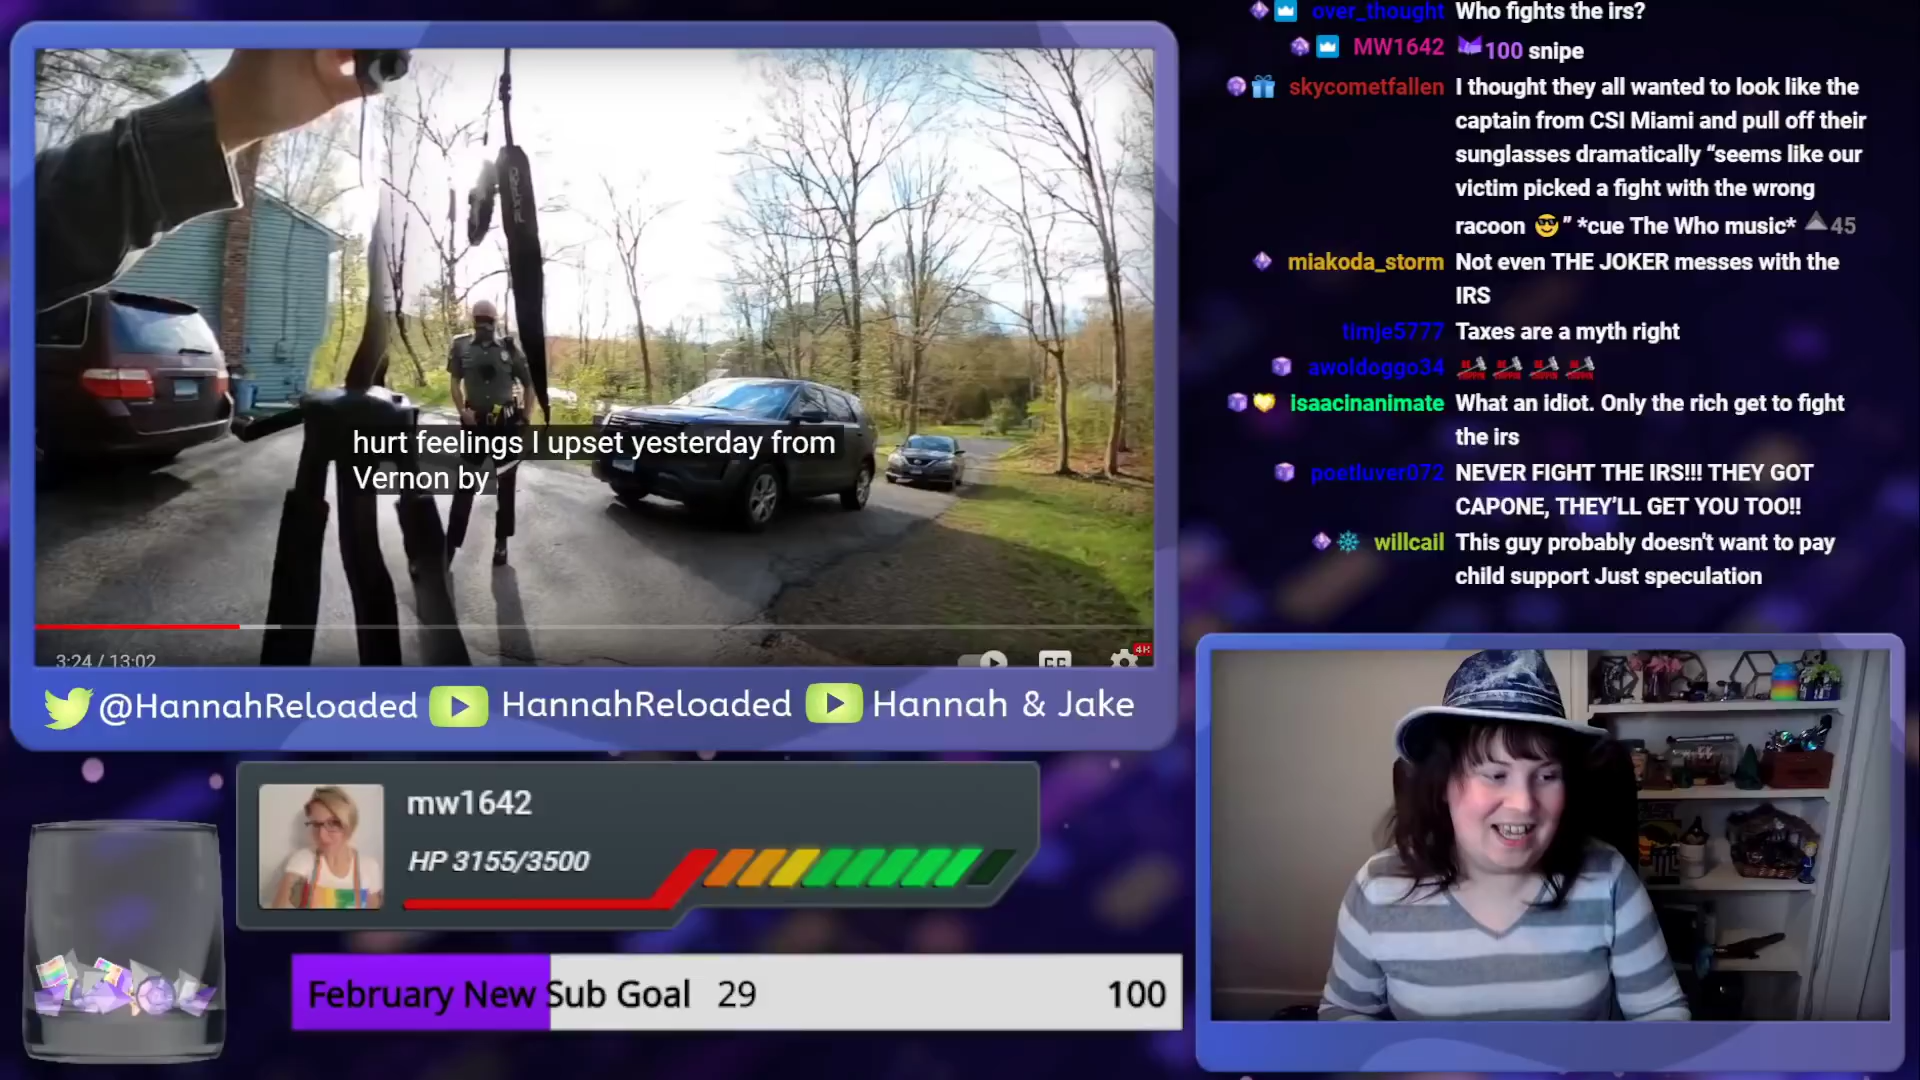 over_thought Who fights the irs?
MW1642 100 snipe
skycometfallen I thought they all wanted to look like the
captain from CSI Miami and pull off their
sunglasses dramatically “seems like our
victim picked a fight with the wrong
racoon 😎” *cue The Who music* 45
miakoda_storm Not even THE JOKER messes with the
IRS
timje5777 Taxes are a myth right
awoldoggo34
isaacinanimate What an idiot. Only the rich get to fight
the irs
poetluver072 NEVER FIGHT THE IRS!!! THEY GOT
CAPONE, THEY’LL GET YOU TOO!!
willcail This guy probably doesn't want to pay
child support Just speculation
hurt feelings I upset yesterday from
Vernon by
3:24 / 13:02
4K
@HannahReloaded HannahReloaded Hannah & Jake
mw1642
HP 3155/3500
February New Sub Goal 29 100